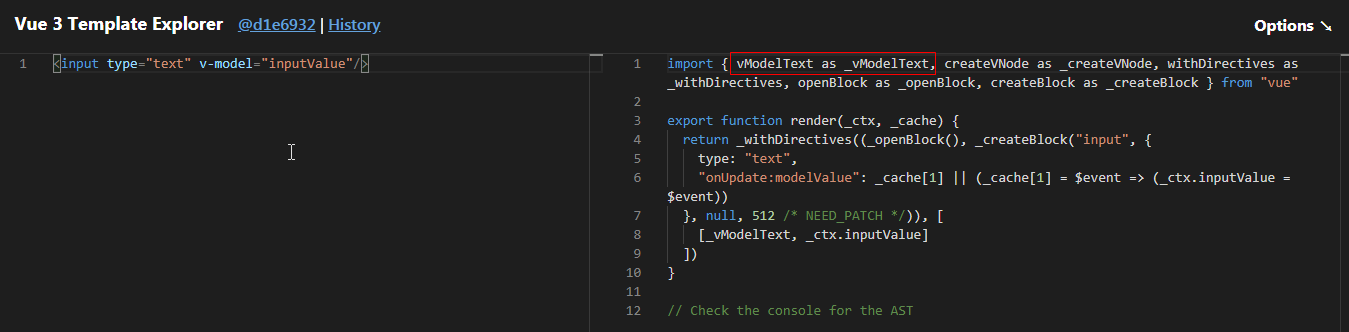 Vue 3 Template Explorer @d1e6932 | History
Options ↘
1 <input type="text" v-model="inputValue"/>
1 import { vModelText as _vModelText, createVNode as _createVNode, withDirectives as
_withDirectives, openBlock as _openBlock, createBlock as _createBlock } from "vue"
2
3 export function render(_ctx, _cache) {
4 return _withDirectives((_openBlock(), _createBlock("input", {
5 type: "text",
6 "onUpdate:modelValue": _cache[1] || (_cache[1] = $event => (_ctx.inputValue =
$event))
7 }, null, 512 /* NEED_PATCH */)), [
8 [_vModelText, _ctx.inputValue]
9 ])
10 }
11
12 // Check the console for the AST